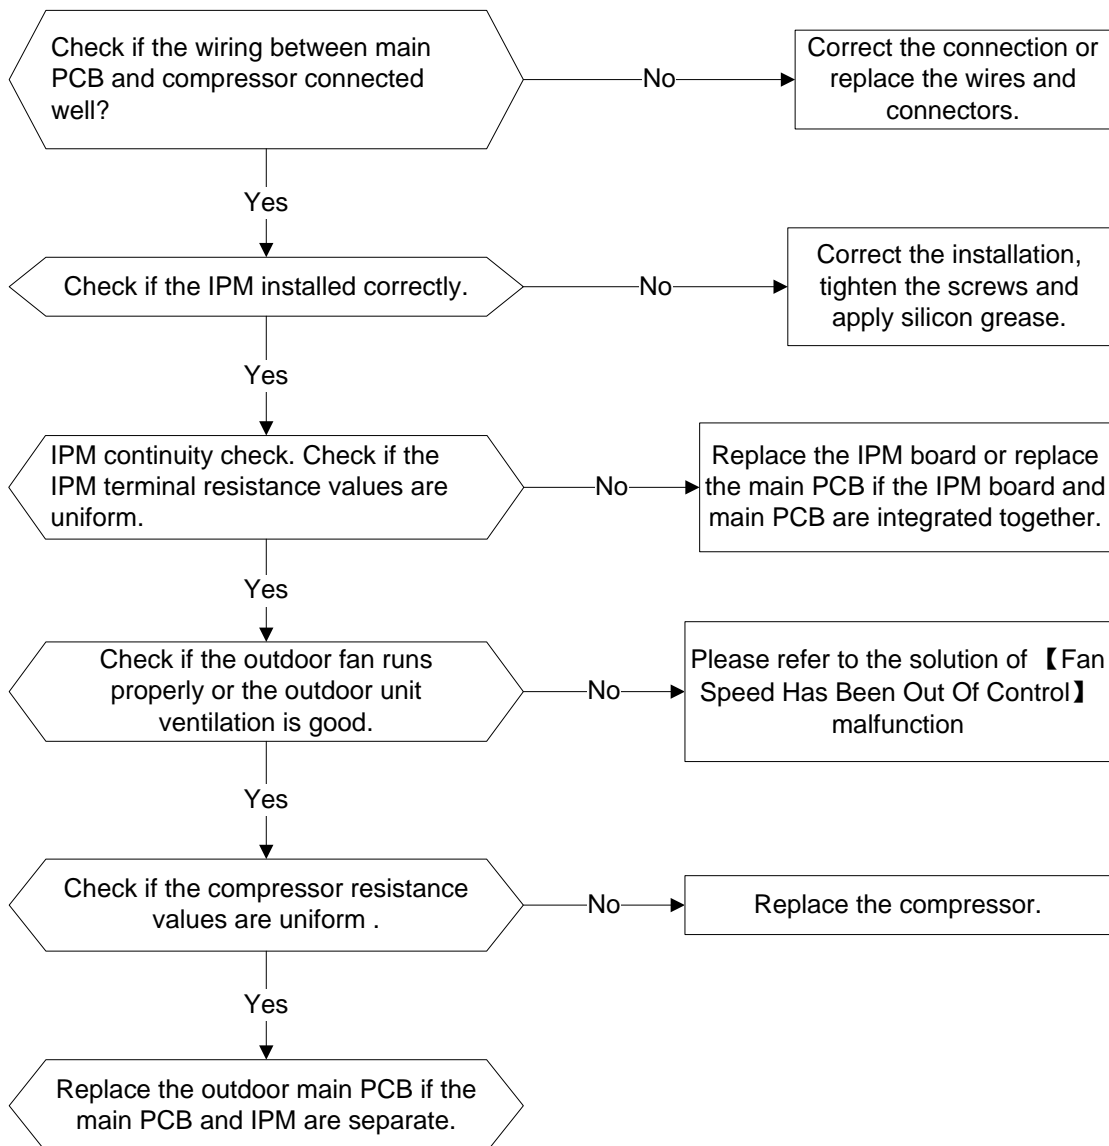 Check if the wiring between main
PCB and compressor connected
well?
No
Correct the connection or
replace the wires and
connectors.
Yes
Check if the IPM installed correctly.
No
Correct the installation,
tighten the screws and
apply silicon grease.
Yes
IPM continuity check. Check if the
IPM terminal resistance values are
uniform.
No
Replace the IPM board or replace
the main PCB if the IPM board and
main PCB are integrated together.
Yes
Check if the outdoor fan runs
properly or the outdoor unit
ventilation is good.
No
Please refer to the solution of 【Fan
Speed Has Been Out Of Control】
malfunction
Yes
Check if the compressor resistance
values are uniform .
No
Replace the compressor.
Yes
Replace the outdoor main PCB if the
main PCB and IPM are separate.